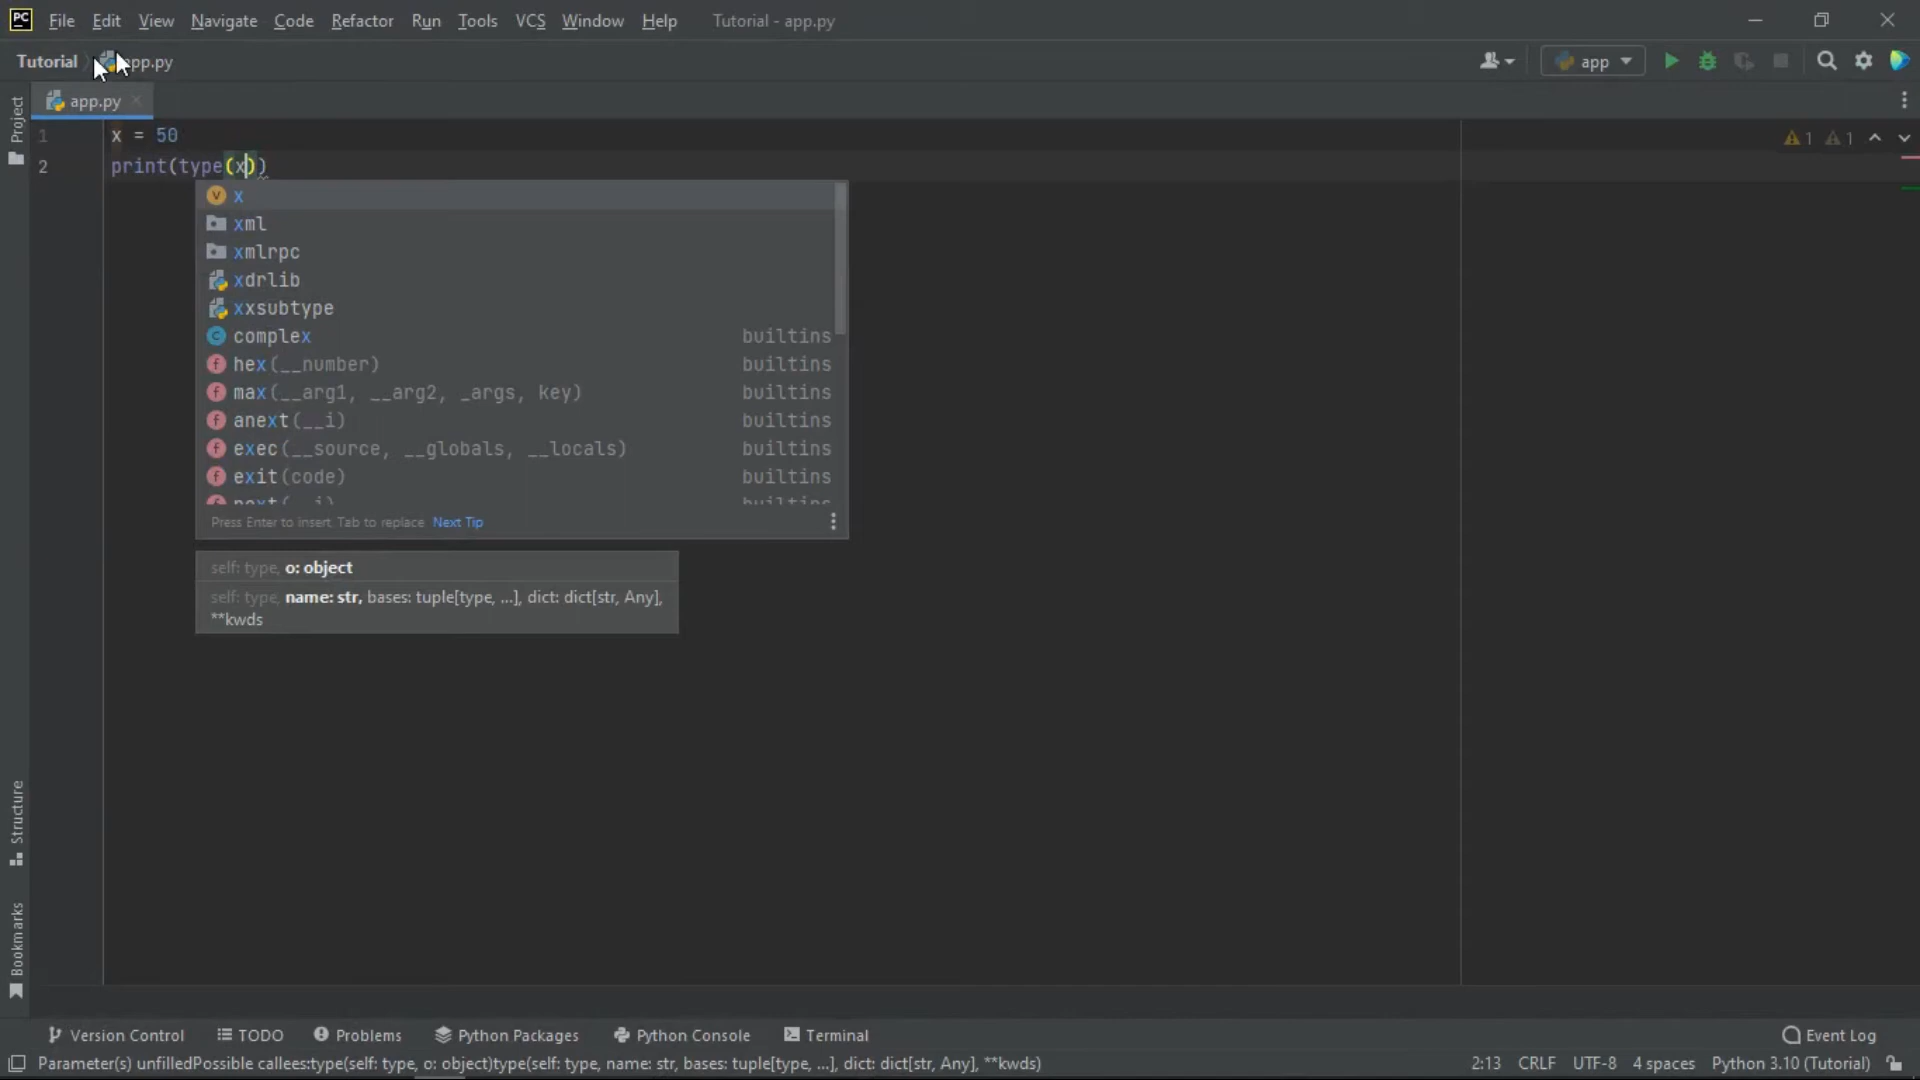 PC File Edit View Navigate Code Refactor Run Tools VCS Window Help Tutorial - app.py
Tutorial app.py app
app.py
Project
1 x = 50 1 1
2 print(type(x))
x
xml
xmlrpc
xdrlib
xxsubtype
complex builtins
hex(__number) builtins
max(__arg1, __arg2, _args, key) builtins
anext(__i) builtins
exec(__source, __globals, __locals) builtins
exit(code) builtins
next(__i) builtins
Press Enter to insert, Tab to replace Next Tip
self: type, o: object
self: type, name: str, bases: tuple[type, ...], dict: dict[str, Any],
**kwds
Structure
Bookmarks
Version Control TODO Problems Python Packages Python Console Terminal Event Log
Parameter(s) unfilledPossible callees:type(self: type, o: object)type(self: type, name: str, bases: tuple[type, ...], dict: dict[str, Any], **kwds) 2:13 CRLF UTF-8 4 spaces Python 3.10 (Tutorial)